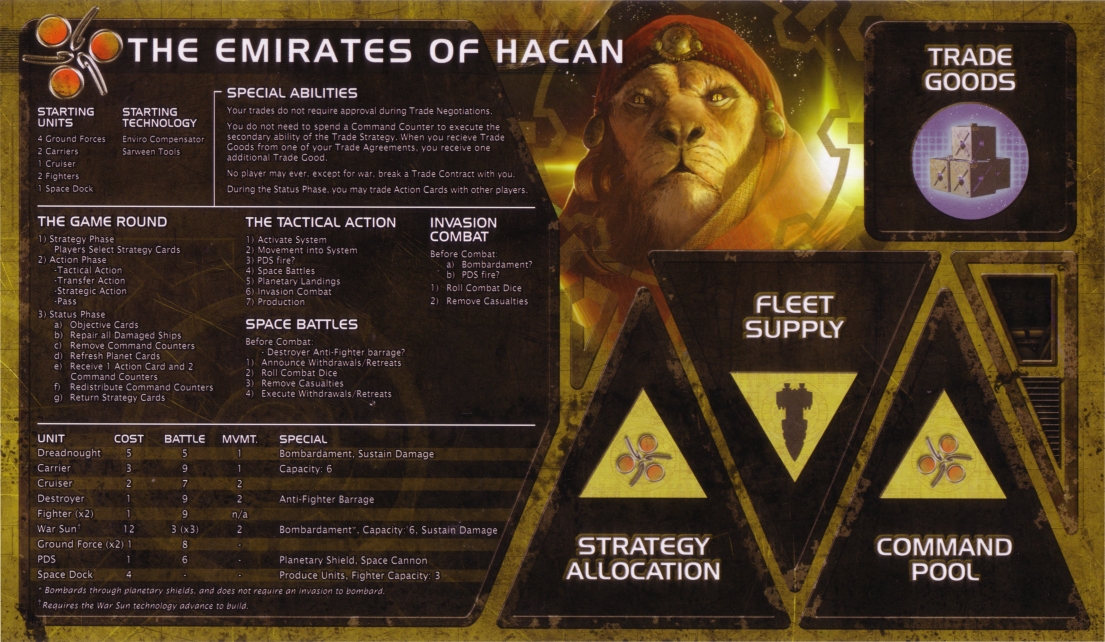 THE EMIRATES OF HACAN
STARTING
UNITS
4 Ground Forces
2 Carriers
1 Cruiser
2 Fighters
1 Space Dock
STARTING
TECHNOLOGY
Enviro Compensator
Sarween Tools
SPECIAL ABILITIES
Your trades do not require approval during Trade Negotiations.
You do not need to spend a Command Counter to execute the
secondary ability of the Trade Strategy. When you recieve Trade
Goods from one of your Trade Agreements, you receive one
additional Trade Good.
No player may ever, except for war, break a Trade Contract with you.
During the Status Phase, you may trade Action Cards with other players.
THE GAME ROUND
1) Strategy Phase
Players Select Strategy Cards
2) Action Phase
-Tactical Action
-Transfer Action
-Strategic Action
-Pass
3) Status Phase
a) Objective Cards
b) Repair all Damaged Ships
c) Remove Command Counters
d) Refresh Planet Cards
e) Receive 1 Action Card and 2
Command Counters
f) Redistribute Command Counters
g) Return Strategy Cards
THE TACTICAL ACTION
1) Activate System
2) Movement into System
3) PDS fire?
4) Space Battles
5) Planetary Landings
6) Invasion Combat
7) Production
SPACE BATTLES
Before Combat:
- Destroyer Anti-Fighter barrage?
1) Announce Withdrawals/Retreats
2) Roll Combat Dice
3) Remove Casualties
4) Execute Withdrawals/Retreats
INVASION
COMBAT
Before Combat:
a) Bombardment?
b) PDS fire?
1) Roll Combat Dice
2) Remove Casualties
UNIT COST BATTLE MVMT. SPECIAL
Dreadnought 5 5 1 Bombardment, Sustain Damage
Carrier 3 9 1 Capacity: 6
Cruiser 2 7 2
Destroyer 1 9 2 Anti-Fighter Barrage
Fighter (x2) 1 9 n/a
War Sun† 12 3 (x3) 2 Bombardment*, Capacity: 6, Sustain Damage
Ground Force (x2) 1 8 -
PDS 1 6 - Planetary Shield, Space Cannon
Space Dock 4 - - Produce Units, Fighter Capacity: 3
* Bombards through planetary shields, and does not require an invasion to bombard.
† Requires the War Sun technology advance to build.
TRADE
GOODS
FLEET
SUPPLY
STRATEGY
ALLOCATION
COMMAND
POOL